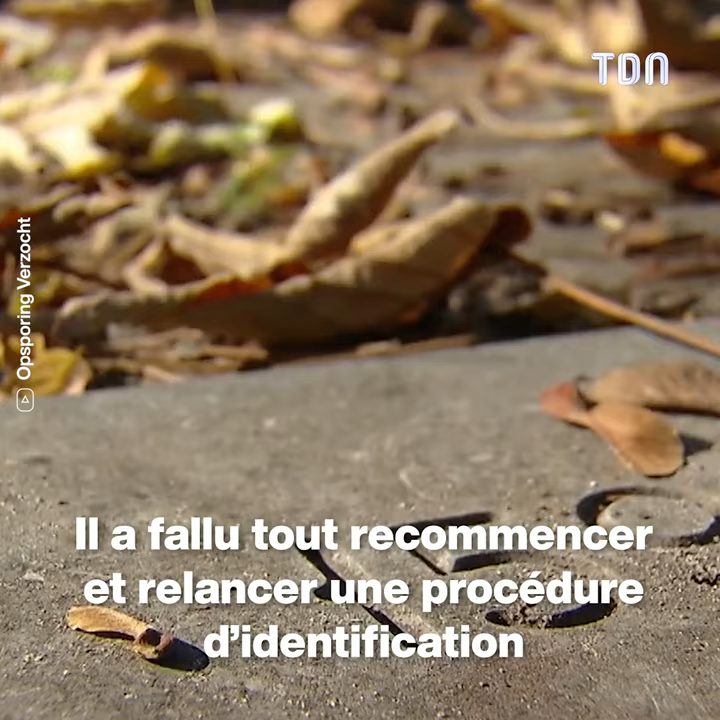 TDN
Opsporing Verzocht
Il a fallu tout recommencer
et relancer une procédure
d'identification